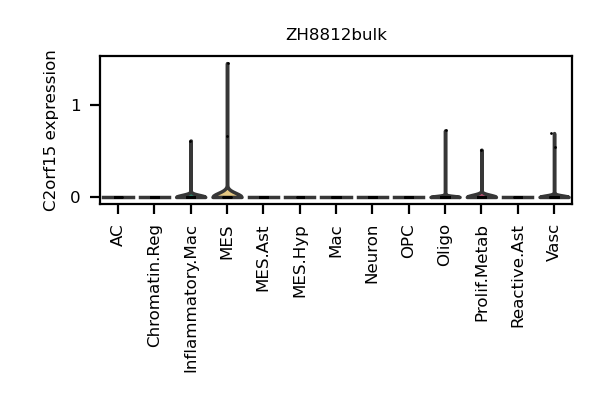 ZH8812bulk
C2orf15 expression
1
0
AC
Chromatin.Reg
Inflammatory.Mac
MES
MES.Ast
MES.Hyp
Mac
Neuron
OPC
Oligo
Prolif.Metab
Reactive.Ast
Vasc